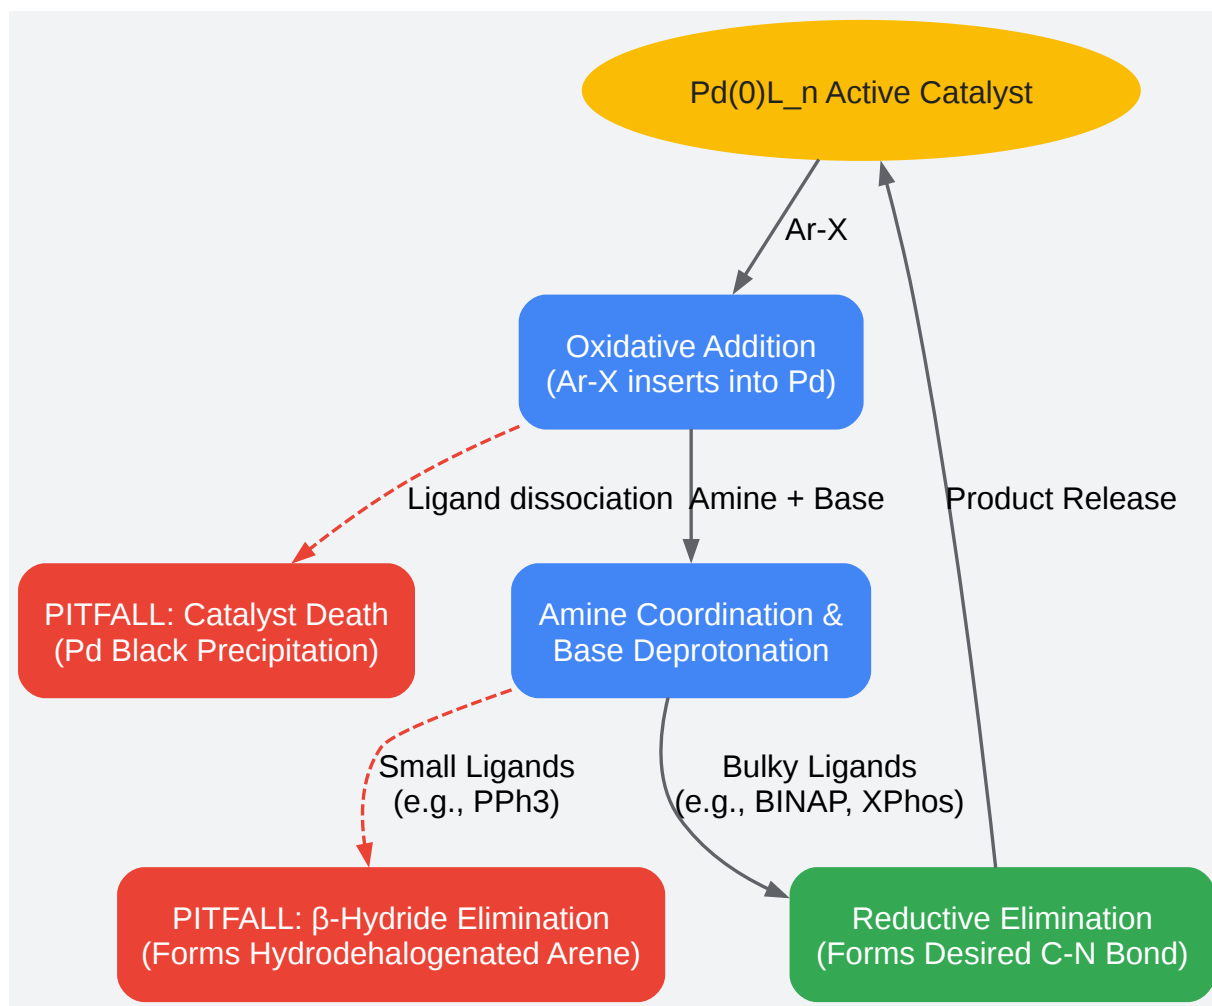 Pd(0)L_n Active Catalyst
Ar-X
Oxidative Addition
(Ar-X inserts into Pd)
Ligand dissociation
Amine + Base
Product Release
PITFALL: Catalyst Death
(Pd Black Precipitation)
Amine Coordination &
Base Deprotonation
Small Ligands
(e.g., PPh3)
Bulky Ligands
(e.g., BINAP, XPhos)
PITFALL: β-Hydride Elimination
(Forms Hydrodehalogenated Arene)
Reductive Elimination
(Forms Desired C-N Bond)